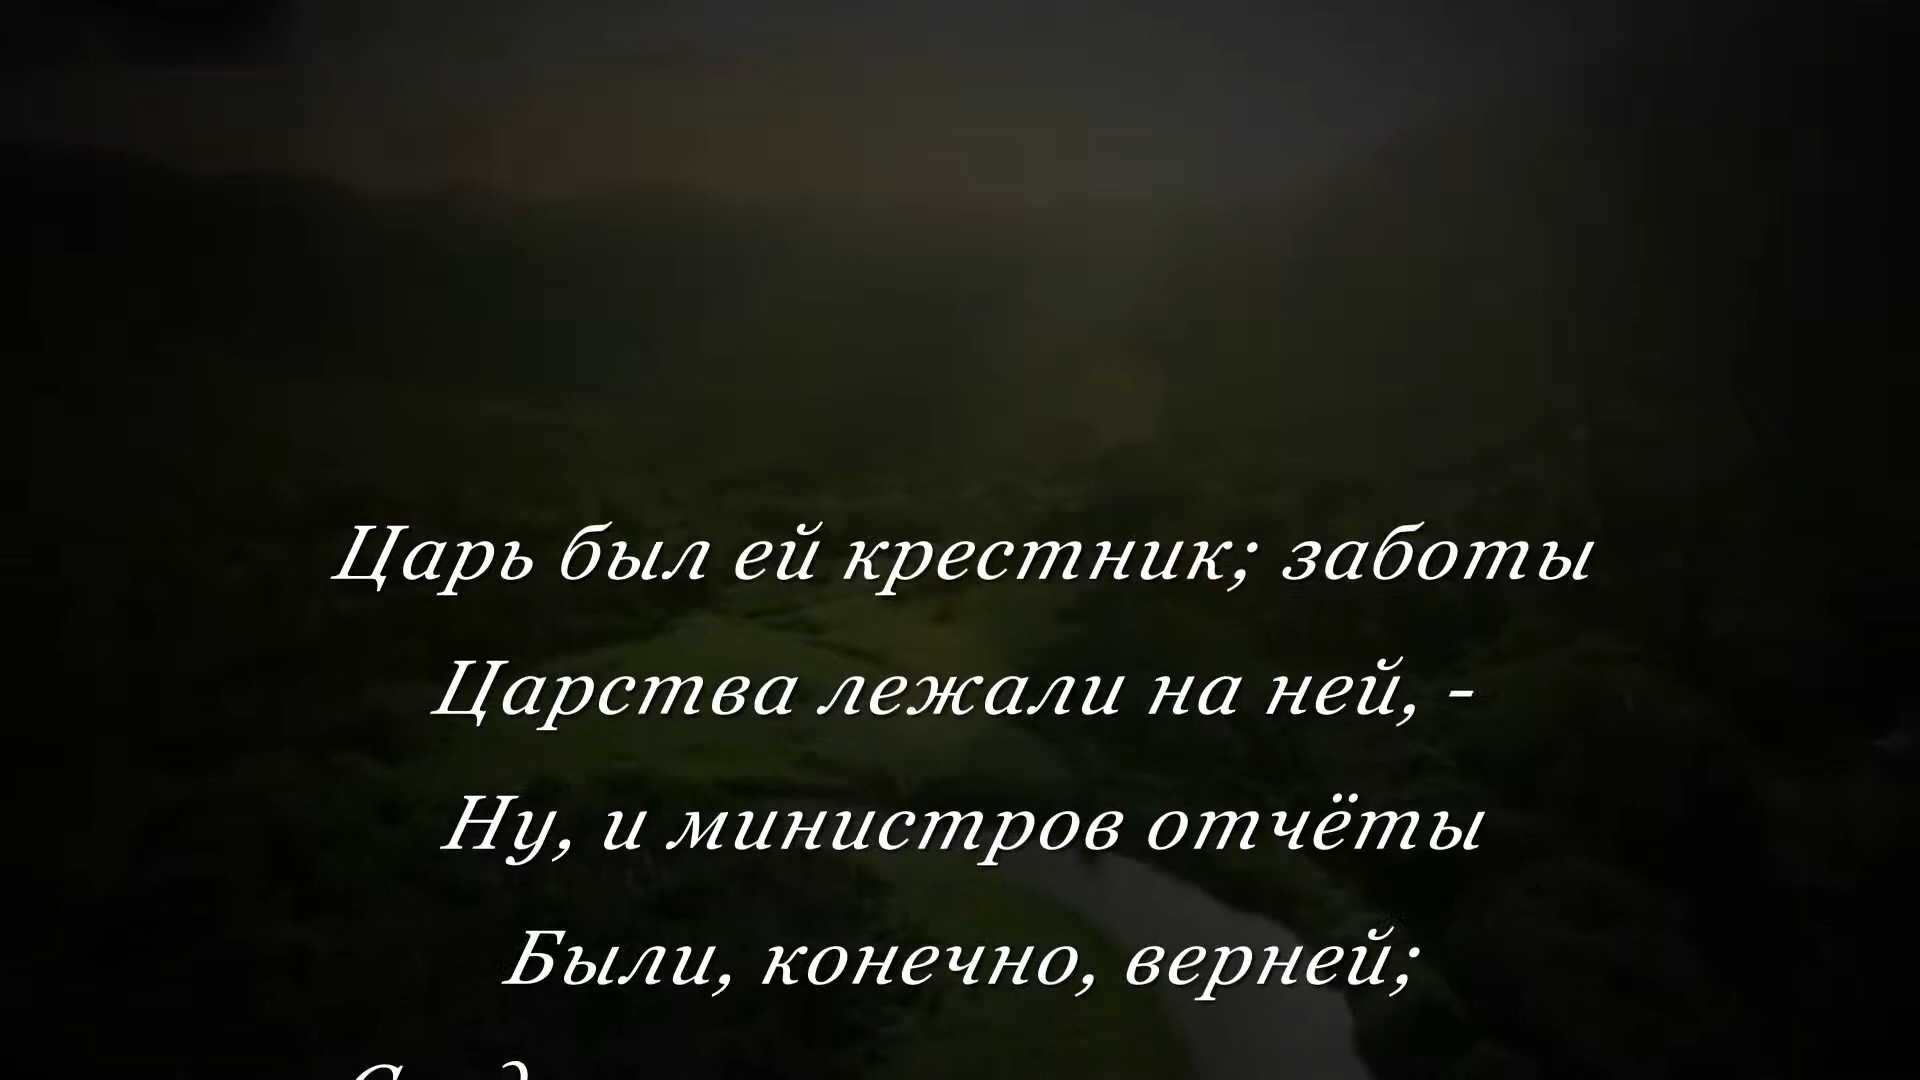 Царь был ей крестник; заботы
Царства лежали на ней, -
Ну, и министров отчёты
Были, конечно, верней;